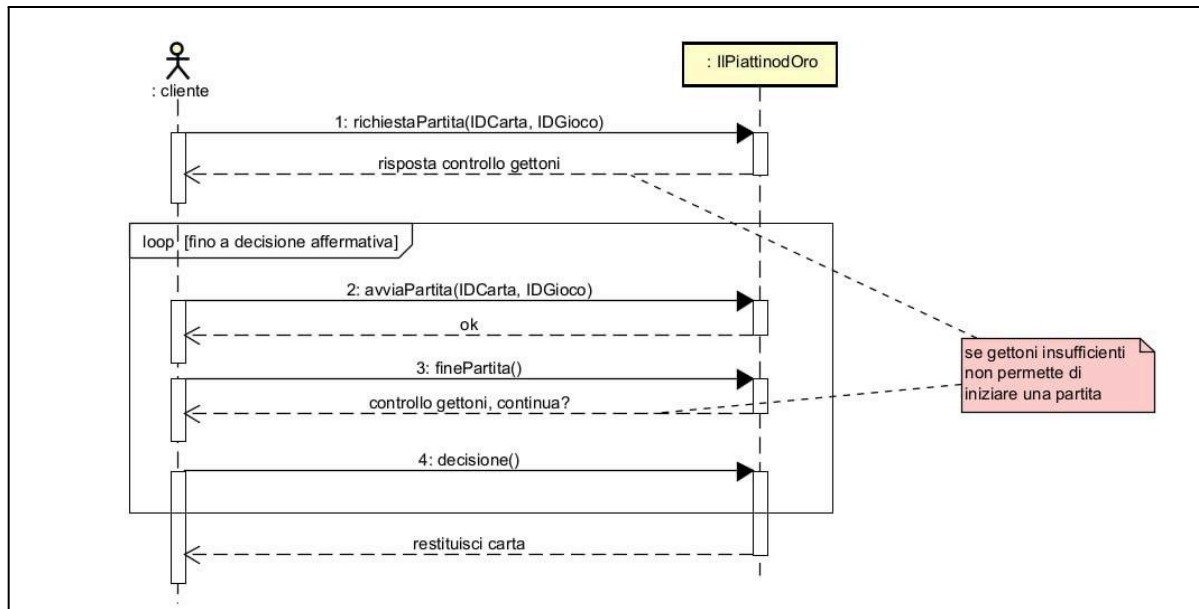 : cliente
: IlPiattinodOro
1: richiestaPartita(IDCarta, IDGioco)
risposta controllo gettoni
loop [fino a decisione affermativa]
2: avviaPartita(IDCarta, IDGioco)
ok
3: finePartita()
controllo gettoni, continua?
se gettoni insufficienti
non permette di
iniziare una partita
4: decisione()
restituisci carta